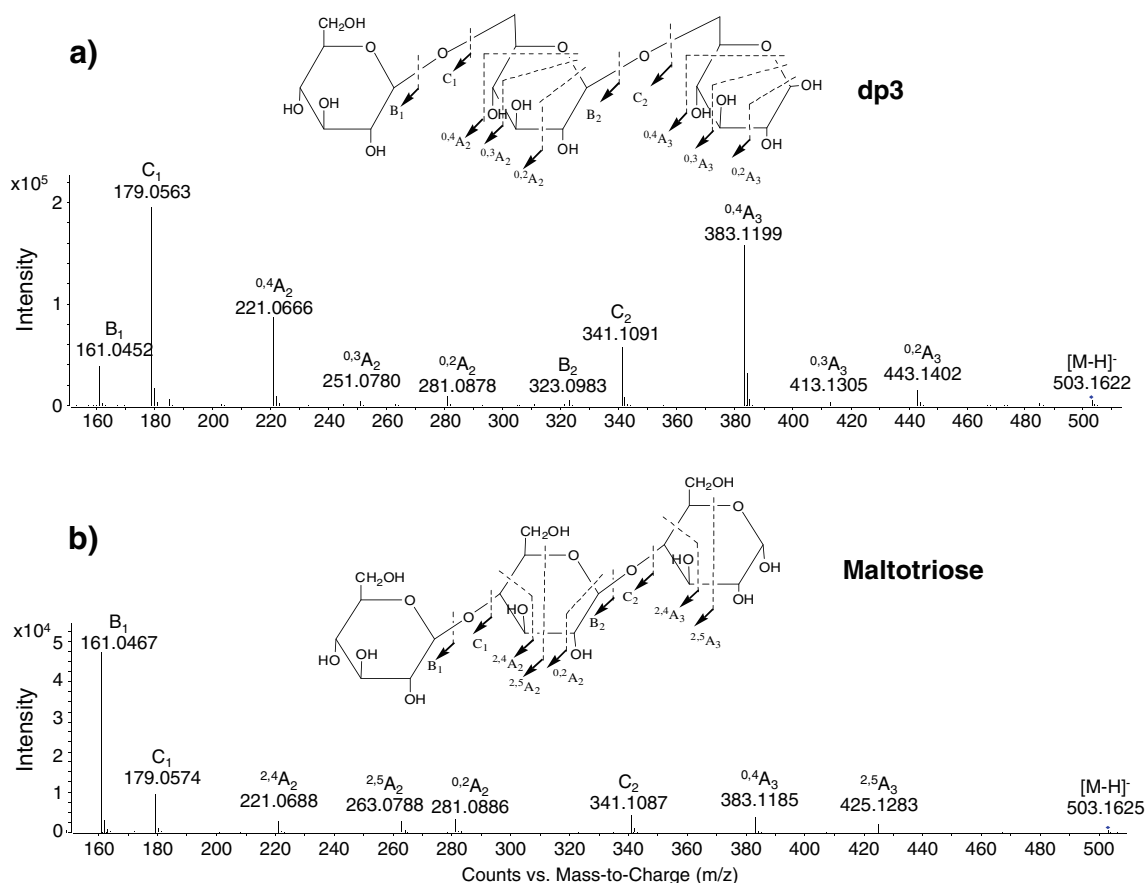 a)
dp3
CH₂OH
O
O
O
O
O
HO
OH
OH
B₁
C₁
OH
HO
OH
⁰,⁴A₂
⁰,³A₂
⁰,²A₂
B₂
C₂
OH
OH
HO
OH
⁰,⁴A₃
⁰,³A₃
⁰,²A₃
x10⁵
2
1
0
Intensity
B₁
161.0452
C₁
179.0563
⁰,⁴A₂
221.0666
⁰,³A₂
251.0780
⁰,²A₂
281.0878
B₂
323.0983
C₂
341.1091
⁰,⁴A₃
383.1199
⁰,³A₃
413.1305
⁰,²A₃
443.1402
[M-H]⁻
503.1622
160 180 200 220 240 260 280 300 320 340 360 380 400 420 440 460 480 500
b)
Maltotriose
CH₂OH
O
HO
OH
OH
B₁
O
C₁
CH₂OH
O
HO
OH
²,⁴A₂
²,⁵A₂
⁰,²A₂
B₂
O
C₂
CH₂OH
O
HO
OH
OH
²,⁴A₃
²,⁵A₃
x10⁴
5
4
3
2
1
0
Intensity
B₁
161.0467
C₁
179.0574
²,⁴A₂
221.0688
²,⁵A₂
263.0788
⁰,²A₂
281.0886
C₂
341.1087
⁰,⁴A₃
383.1185
²,⁵A₃
425.1283
[M-H]⁻
503.1625
160 180 200 220 240 260 280 300 320 340 360 380 400 420 440 460 480 500
Counts vs. Mass-to-Charge (m/z)